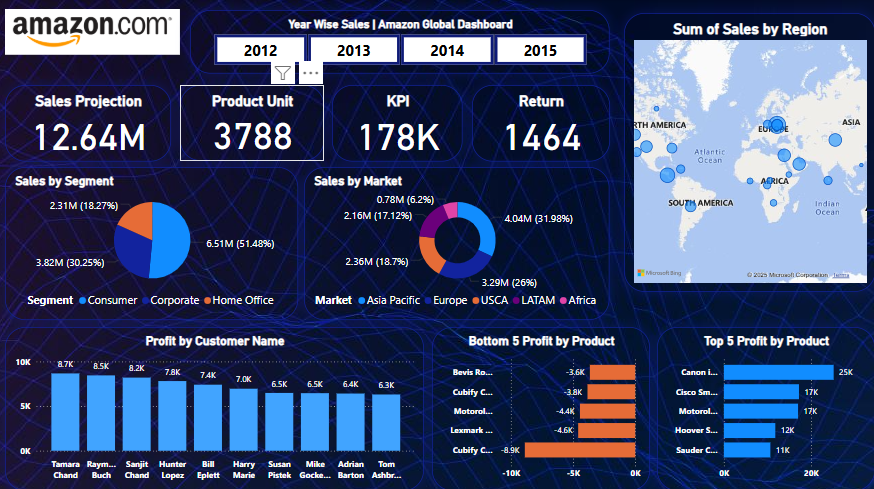 amazon.com
Year Wise Sales | Amazon Global Dashboard
2012
2013
2014
2015
Sales Projection
12.64M
Product Unit
3788
KPI
178K
Return
1464
Sum of Sales by Region
RTH AMERICA
EUROPE
ASIA
Atlantic
Ocean
AFRICA
SOUTH AMERICA
Indian
Ocean
Microsoft Bing
© 2025 Microsoft Corporation Terms
Sales by Segment
2.31M (18.27%)
6.51M (51.48%)
3.82M (30.25%)
Segment Consumer Corporate Home Office
Sales by Market
0.78M (6.2%)
2.16M (17.12%)
4.04M (31.98%)
2.36M (18.7%)
3.29M (26%)
Market Asia Pacific Europe USCA LATAM Africa
Profit by Customer Name
10K
5K
0K
8.7K
8.5K
8.2K
7.8K
7.4K
7.0K
6.5K
6.5K
6.4K
6.3K
Tamara
Chand
Raym...
Buch
Sanjit
Chand
Hunter
Lopez
Bill
Eplett
Harry
Marie
Susan
Pistek
Mike
Gocke...
Adrian
Barton
Tom
Ashbr...
Bottom 5 Profit by Product
Bevis Ro... -3.6K
Cubify C... -3.8K
Motorol... -4.4K
Lexmark ... -4.6K
Cubify C... -8.9K
-10K -5K 0K
Top 5 Profit by Product
Canon i... 25K
Cisco Sm... 17K
Motorol... 17K
Hoover S... 12K
Sauder C... 11K
0K 20K